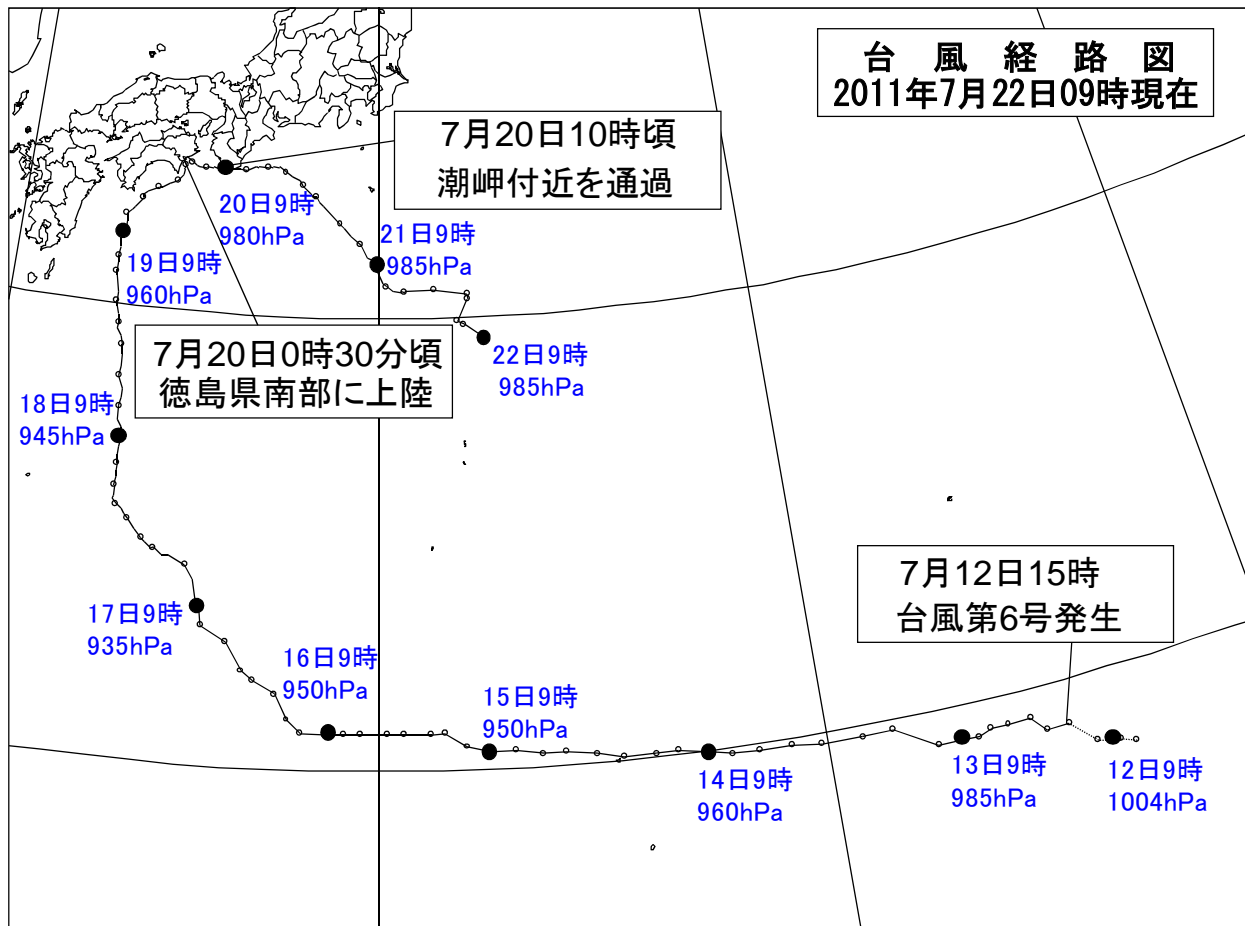 台 風 経 路 図
2011年7月22日09時現在
7月20日10時頃
潮岬付近を通過
20日9時
980hPa
21日9時
985hPa
19日9時
960hPa
7月20日0時30分頃
徳島県南部に上陸
22日9時
985hPa
18日9時
945hPa
7月12日15時
台風第6号発生
17日9時
935hPa
16日9時
950hPa
15日9時
950hPa
14日9時
960hPa
13日9時
985hPa
12日9時
1004hPa